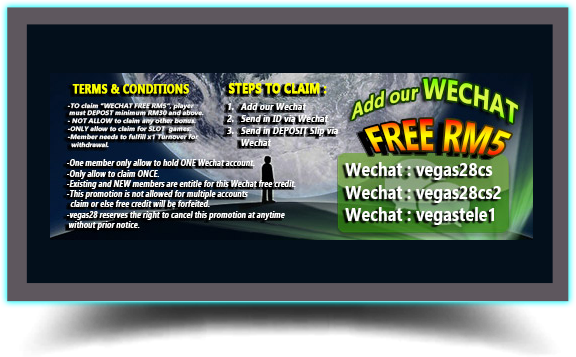 TERMS & CONDITIONS
-TO claim "WECHAT FREE RM5", player
must DEPOSIT minimum RM30 and above.
- NOT ALLOW to claim any other bonus.
-ONLY allow to claim for SLOT games.
-Member needs to fulfill x1 Turnover for
withdrawal.
-One member only allow to hold ONE Wechat account.
-Only allow to claim ONCE.
-Existing and NEW members are entitle for this Wechat free credit.
-This promotion is not allowed for multiple accounts
claim or else free credit will be forfeited.
-vegas28 reserves the right to cancel this promotion at anytime
without prior notice.
STEPS TO CLAIM :
1. Add our Wechat
2. Send in ID via Wechat
3. Send in DEPOSIT Slip via
Wechat
Add our WECHAT
FREE RM5
Wechat : vegas28cs
Wechat : vegas28cs2
Wechat : vegastele1